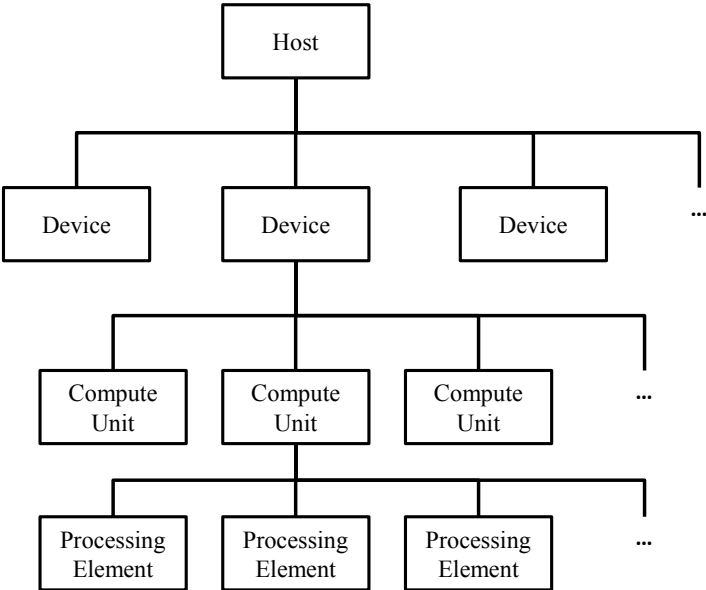 Host
Device
Device
Device
...
Compute
Unit
Compute
Unit
Compute
Unit
...
Processing
Element
Processing
Element
Processing
Element
...